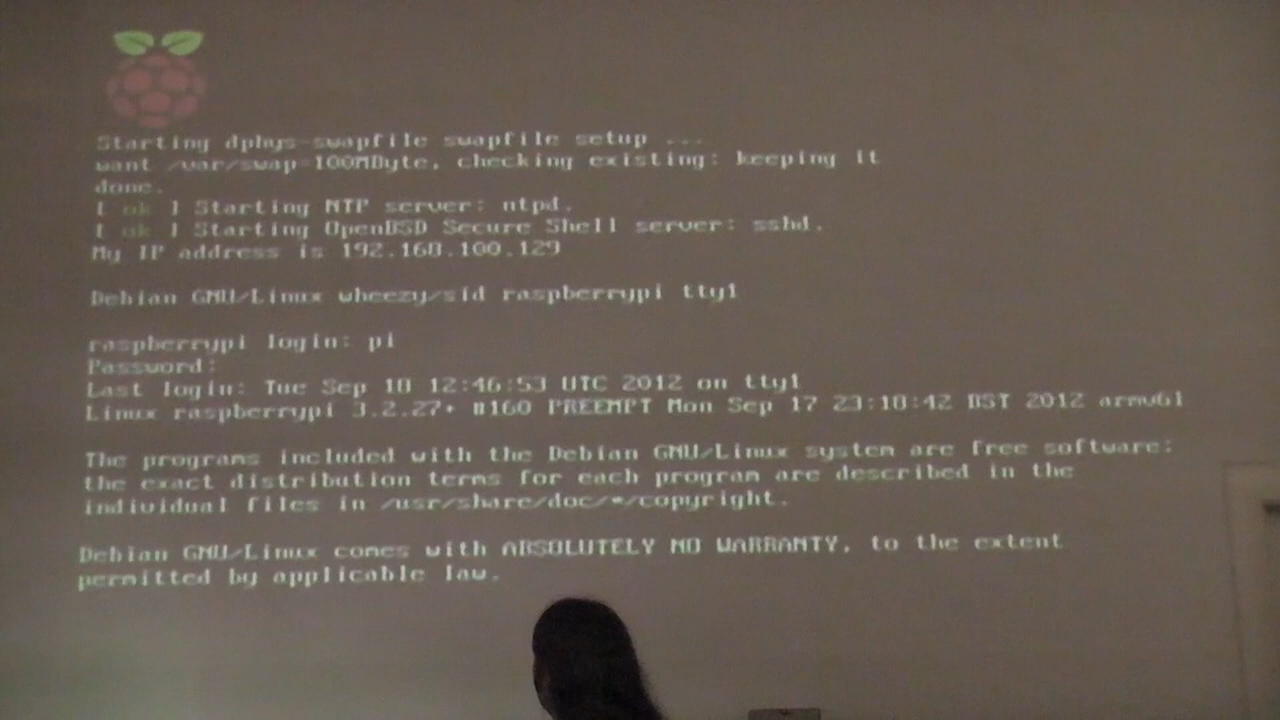 Starting dphys-swapfile swapfile setup ...
want /var/swap=100MByte, checking existing: keeping it
done.
[ ok ] Starting NTP server: ntpd.
[ ok ] Starting OpenBSD Secure Shell server: sshd.
My IP address is 192.168.100.129
Debian GNU/Linux wheezy/sid raspberrypi tty1
raspberrypi login: pi
Password:
Last login: Tue Sep 18 12:46:53 UTC 2012 on tty1
Linux raspberrypi 3.2.27+ #160 PREEMPT Mon Sep 17 23:18:42 BST 2012 armv6l
The programs included with the Debian GNU/Linux system are free software;
the exact distribution terms for each program are described in the
individual files in /usr/share/doc/*/copyright.
Debian GNU/Linux comes with ABSOLUTELY NO WARRANTY, to the extent
permitted by applicable law.